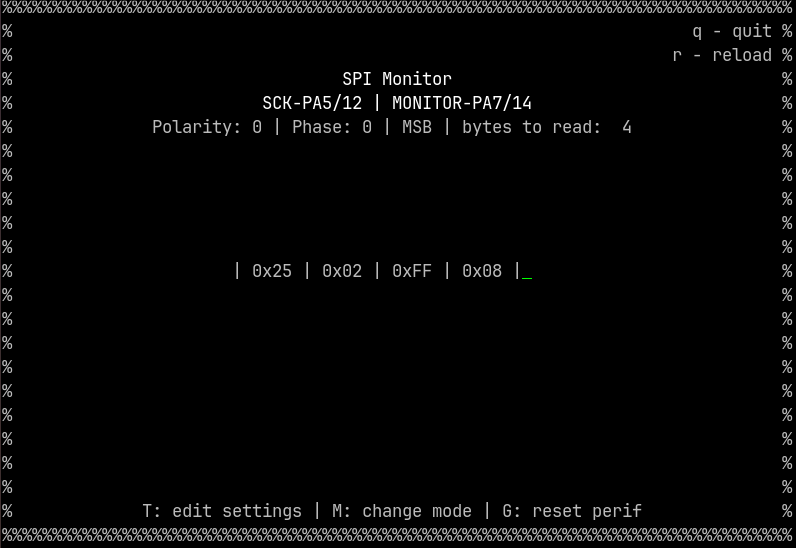 %%%%%%%%%%%%%%%%%%%%%%%%%%%%%%%%%%%%%%%%%%%%%%%%%%%%%%%%%%%%%%%%%%%%%%%%%%%%%%%%%
% q - quit %
% r - reload %
% SPI Monitor %
% SCK-PA5/12 | MONITOR-PA7/14 %
% Polarity: 0 | Phase: 0 | MSB | bytes to read: 4 %
% %
% %
% %
% %
% %
% | 0x25 | 0x02 | 0xFF | 0x08 |_ %
% %
% %
% %
% %
% %
% %
% %
% %
% %
% T: edit settings | M: change mode | G: reset perif %
%%%%%%%%%%%%%%%%%%%%%%%%%%%%%%%%%%%%%%%%%%%%%%%%%%%%%%%%%%%%%%%%%%%%%%%%%%%%%%%%%